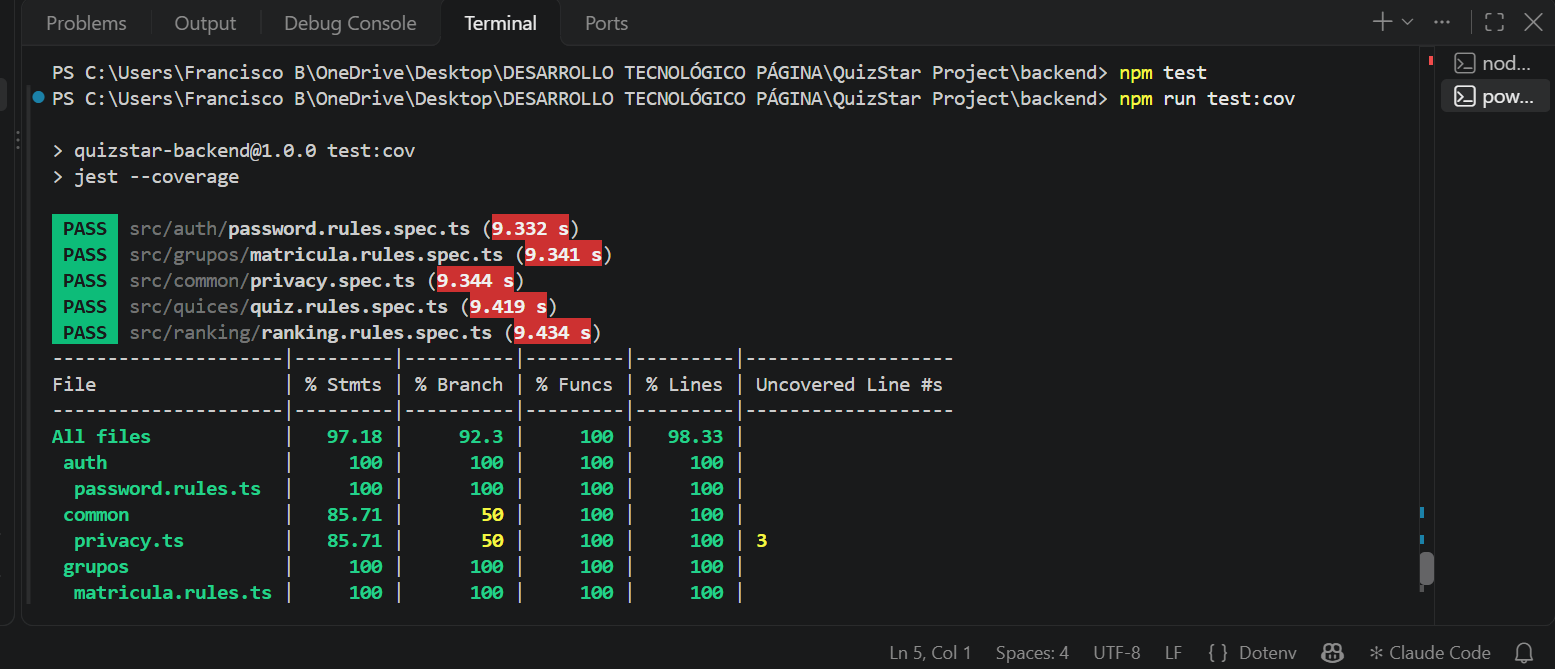 Problems Output Debug Console Terminal Ports
PS C:\Users\Francisco B\OneDrive\Desktop\DESARROLLO TECNOLÓGICO PÁGINA\QuizStar Project\backend> npm test
nod...
PS C:\Users\Francisco B\OneDrive\Desktop\DESARROLLO TECNOLÓGICO PÁGINA\QuizStar Project\backend> npm run test:cov
pow...
> quizstar-backend@1.0.0 test:cov
> jest --coverage
PASS src/auth/password.rules.spec.ts (9.332 s)
PASS src/grupos/matricula.rules.spec.ts (9.341 s)
PASS src/common/privacy.spec.ts (9.344 s)
PASS src/quices/quiz.rules.spec.ts (9.419 s)
PASS src/ranking/ranking.rules.spec.ts (9.434 s)
---------------------|---------|----------|---------|---------|-------------------
File | % Stmts | % Branch | % Funcs | % Lines | Uncovered Line #s
---------------------|---------|----------|---------|---------|-------------------
All files | 97.18 | 92.3 | 100 | 98.33 |
auth | 100 | 100 | 100 | 100 |
password.rules.ts | 100 | 100 | 100 | 100 |
common | 85.71 | 50 | 100 | 100 |
privacy.ts | 85.71 | 50 | 100 | 100 | 3
grupos | 100 | 100 | 100 | 100 |
matricula.rules.ts | 100 | 100 | 100 | 100 |
Ln 5, Col 1 Spaces: 4 UTF-8 LF { } Dotenv Claude Code